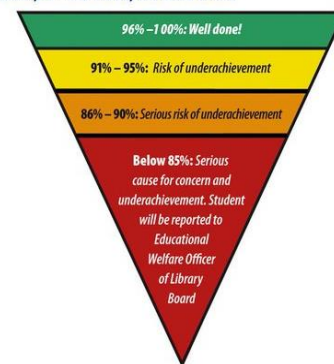 96% –1 00%: Well done!
91% – 95%: Risk of underachievement
86% – 90%: Serious risk of underachievement
Below 85%: Serious
cause for concern and
underachievement. Student
will be reported to
Educational
Welfare Officer
of Library
Board